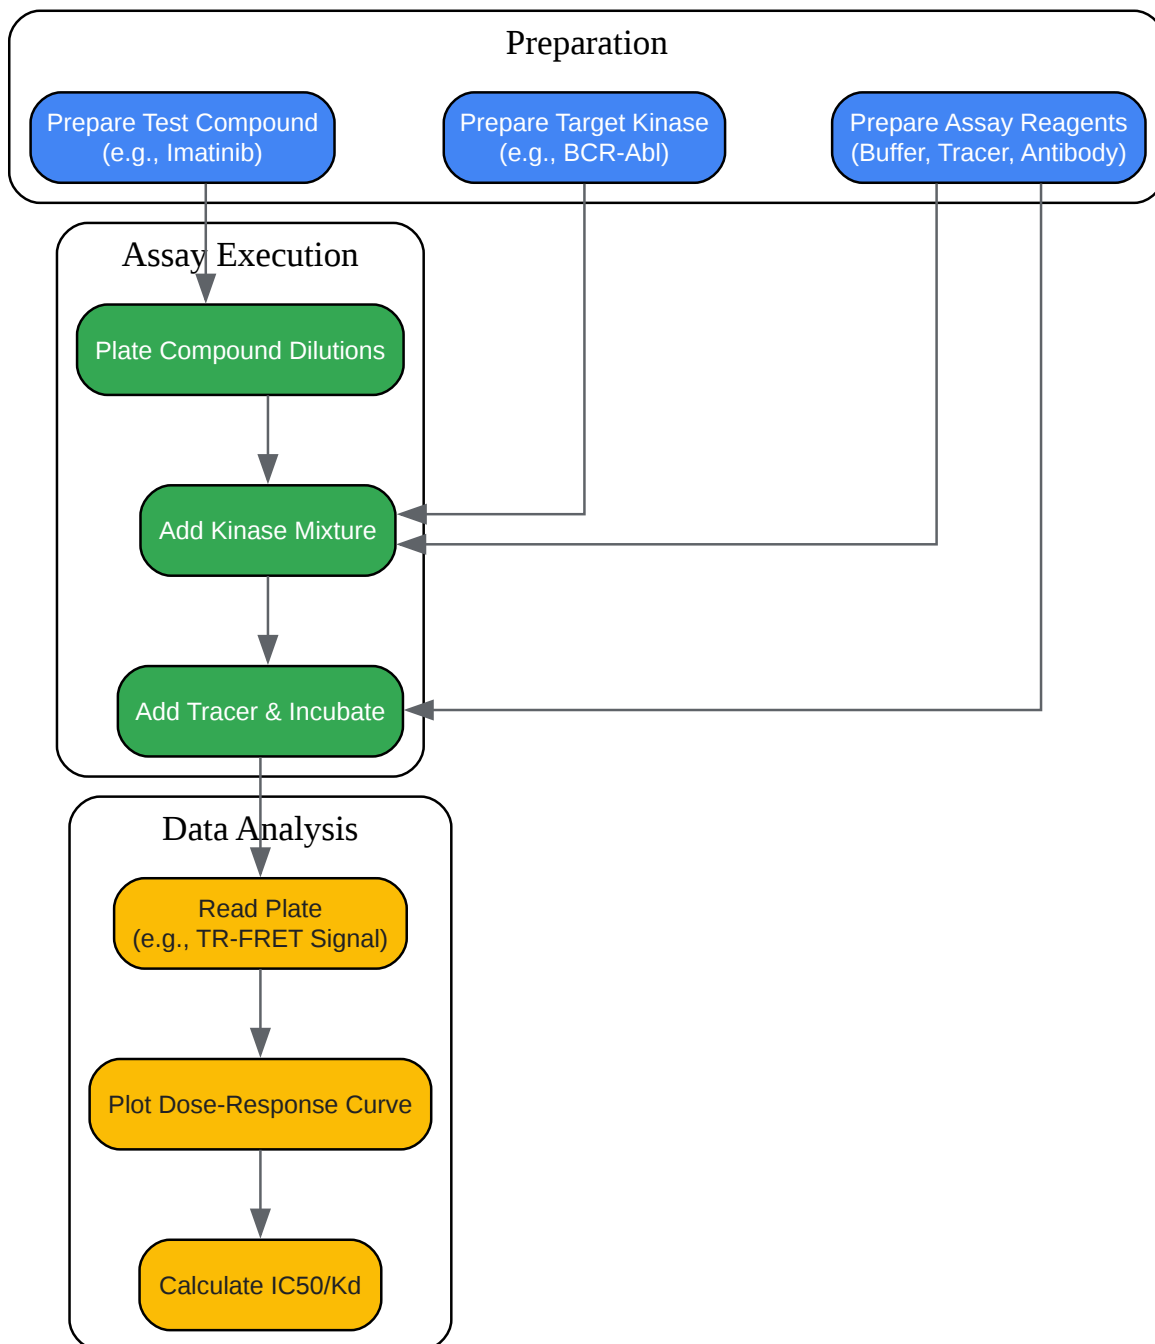 Preparation
Prepare Test Compound
(e.g., Imatinib)
Prepare Target Kinase
(e.g., BCR-Abl)
Prepare Assay Reagents
(Buffer, Tracer, Antibody)
Assay Execution
Plate Compound Dilutions
Add Kinase Mixture
Add Tracer & Incubate
Data Analysis
Read Plate
(e.g., TR-FRET Signal)
Plot Dose-Response Curve
Calculate IC50/Kd